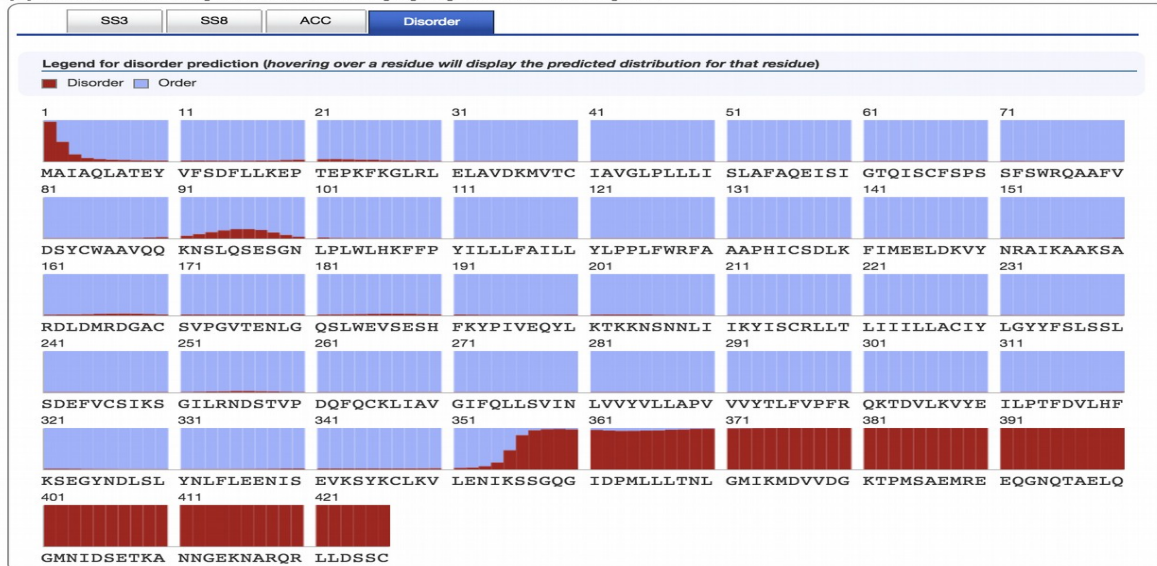 SS3 SS8 ACC Disorder
Legend for disorder prediction (hovering over a residue will display the predicted distribution for that residue)
Disorder Order
1 11 21 31 41 51 61 71
MAIAQLATEY VFSDFLLKEP TEPKFKGLRL ELAVDKMVTC IAVGLPLLLI SLAFAQEISI GTQISCFSPS SFSWRQAAFV
81 91 101 111 121 131 141 151
DSYCWAAVQQ KNSLQSESGN LPLWLHKFFP YILLLFAILL YLPPLFWRFA AAPHICSDLK FIMEELDKVY NRAIKAAKSA
161 171 181 191 201 211 221 231
RDLDMRDGAC SVPGVTENLG QSLWEVSESH FKYPIVEQYL KTKKNSNNLI IKYISCRLLT LIIILLACIY LGYYFSLSSL
241 251 261 271 281 291 301 311
SDEFVCSIKS GILRNDSTVP DQFQCKLIAV GIFQLLSVIN LVVYVLLAPV VVYTLFVPFR QKTDVLKVYE ILPTFDVLHF
321 331 341 351 361 371 381 391
KSEGYNDLSL YNLFLEENIS EVKSYKCLKV LENIKSSGQG IDPMLLLTNL GMIKMDVVDG KTPMSAEMRE EQGNQTAELQ
401 411 421
GMNIDSETKA NNGEKNARQR LLDSSC